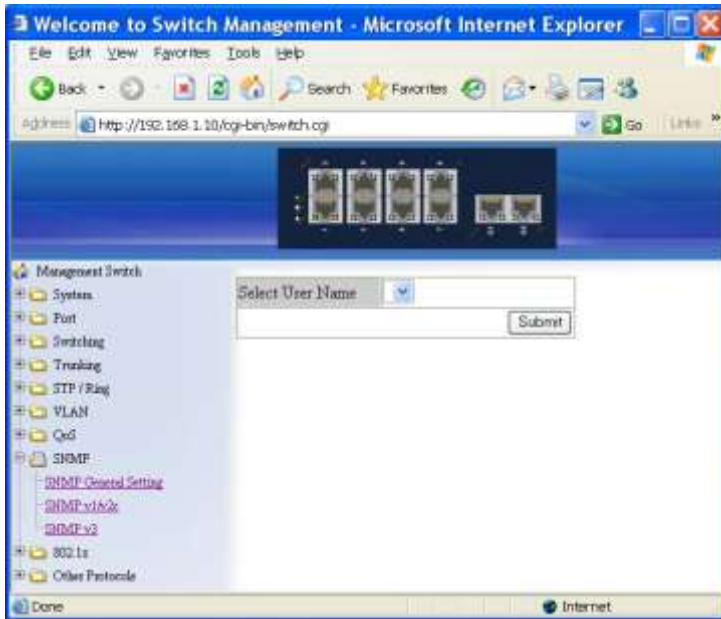 Welcome to Switch Management - Microsoft Internet Explorer
File Edit View Favorites Tools Help
Back Search Favorites
Address http://192.168.1.10/cgi-bin/switch.cgi Go Links »
Management Switch
System
Port
Switching
Trunking
STP / Ring
VLAN
QoS
SNMP
SNMP General Setting
SNMP v1/v2c
SNMP v3
802.1x
Other Protocols
Select User Name
Submit
Done Internet